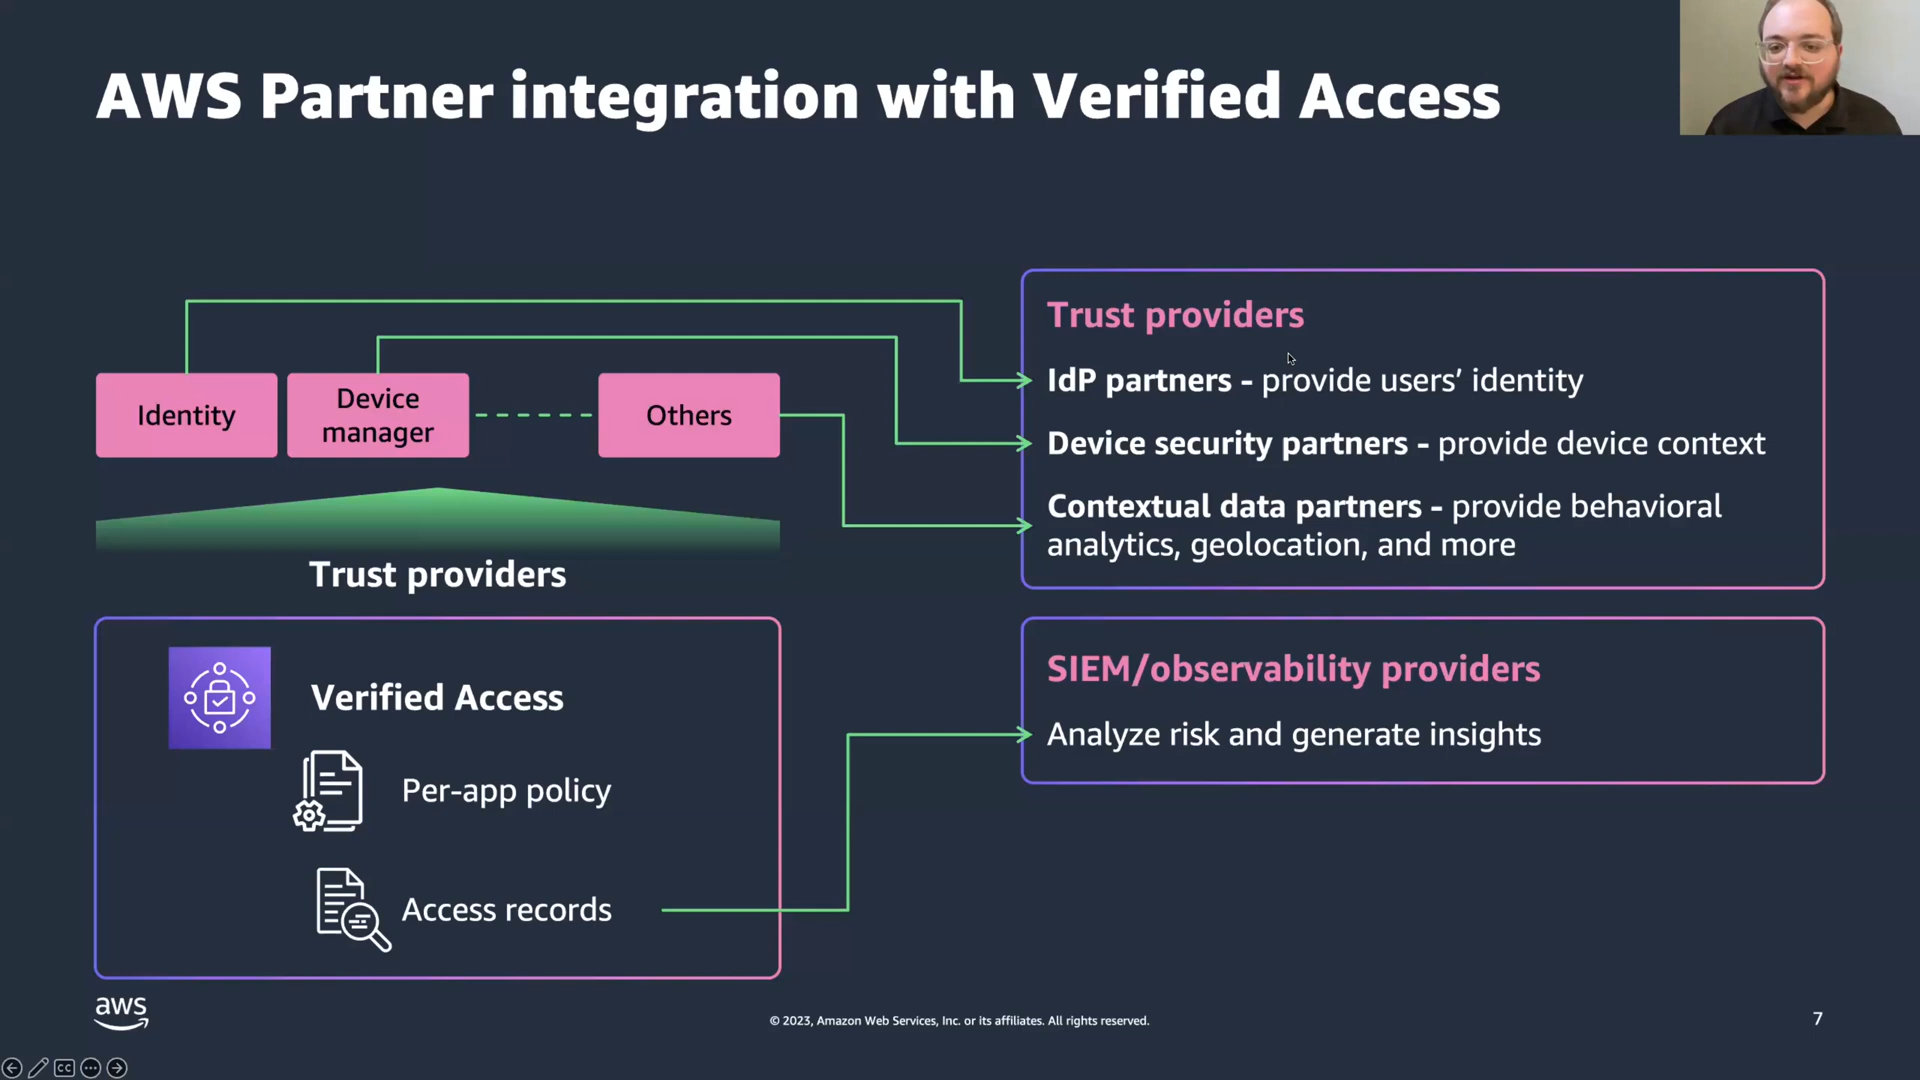 AWS Partner integration with Verified Access
Identity
Device
manager
Others
Trust providers
Verified Access
Per-app policy
Access records
Trust providers
IdP partners - provide users’ identity
Device security partners - provide device context
Contextual data partners - provide behavioral
analytics, geolocation, and more
SIEM/observability providers
Analyze risk and generate insights
aws
© 2023, Amazon Web Services, Inc. or its affiliates. All rights reserved.
7
CC